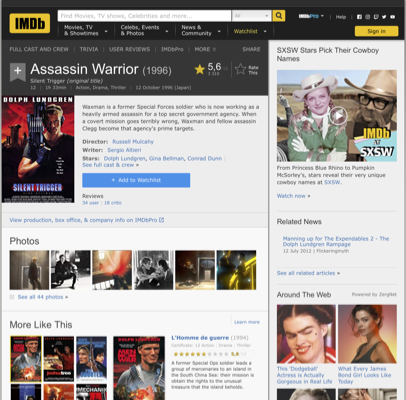 IMDb
Find Movies, TV Shows, Celebrities and more...
All
IMDbPro
Help
Movies, TV
& Showtimes
Celebs, Events
& Photos
News &
Community
Watchlist
Sign in
FULL CAST AND CREW
TRIVIA
USER REVIEWS
IMDbPro
MORE
SHARE
Assassin Warrior (1996)
Silent Trigger (original title)
12 | 1h 33min | Action, Drama, Thriller | 12 October 1996 (Japan)
5,6
Rate
This
DOLPH LUNDGREN
SILENT TRIGGER
Waxman is a former Special Forces soldier who is now working as a
heavily armed assassin for a top secret government agency. When
a covert mission goes terribly wrong, Waxman and fellow assassin
Clegg become that agency's prime targets.
Director: Russell Mulcahy
Writer: Sergio Altieri
Stars: Dolph Lundgren, Gina Bellman, Conrad Dunn |
See full cast & crew »
+ Add to Watchlist
Reviews
34 user | 18 critic
View production, box office, & company info on IMDbPro
Photos
See all 44 photos »
More Like This
Learn more
L'Homme de guerre (1994)
Certificate: 12 Action | Drama | Thriller
5,6
A former Special Ops soldier leads a
group of mercenaries to an island in
the South China Sea: their mission is to
obtain the rights to the unusual
treasure that the island beholds.
SXSW Stars Pick Their Cowboy
Names
IMDb
at
SXSW
From Princess Blue Rhino to Pumpkin
McSorley's, stars reveal their very
unique cowboy names at SXSW.
Watch now »
Related News
Manning up for The Expendables 2 - The
Dolph Lundgren Rampage
12 July 2012 | Flickeringmyth
See all related articles »
Around The Web
Powered by ZergNet
This 'Dodgeball'
Actress is Actually
Gorgeous in Real Life
What Every James
Bond Girl Looks Like
Today